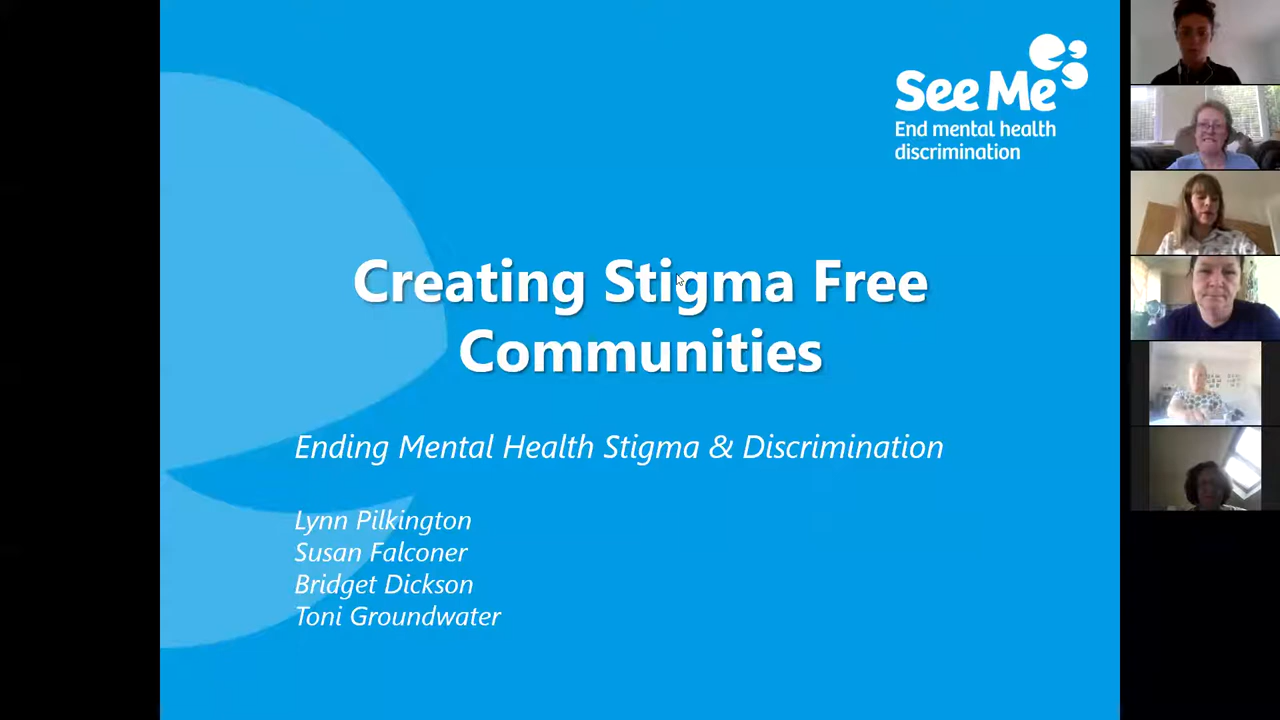 See Me
End mental health
discrimination
Creating Stigma Free
Communities
Ending Mental Health Stigma & Discrimination
Lynn Pilkington
Susan Falconer
Bridget Dickson
Toni Groundwater